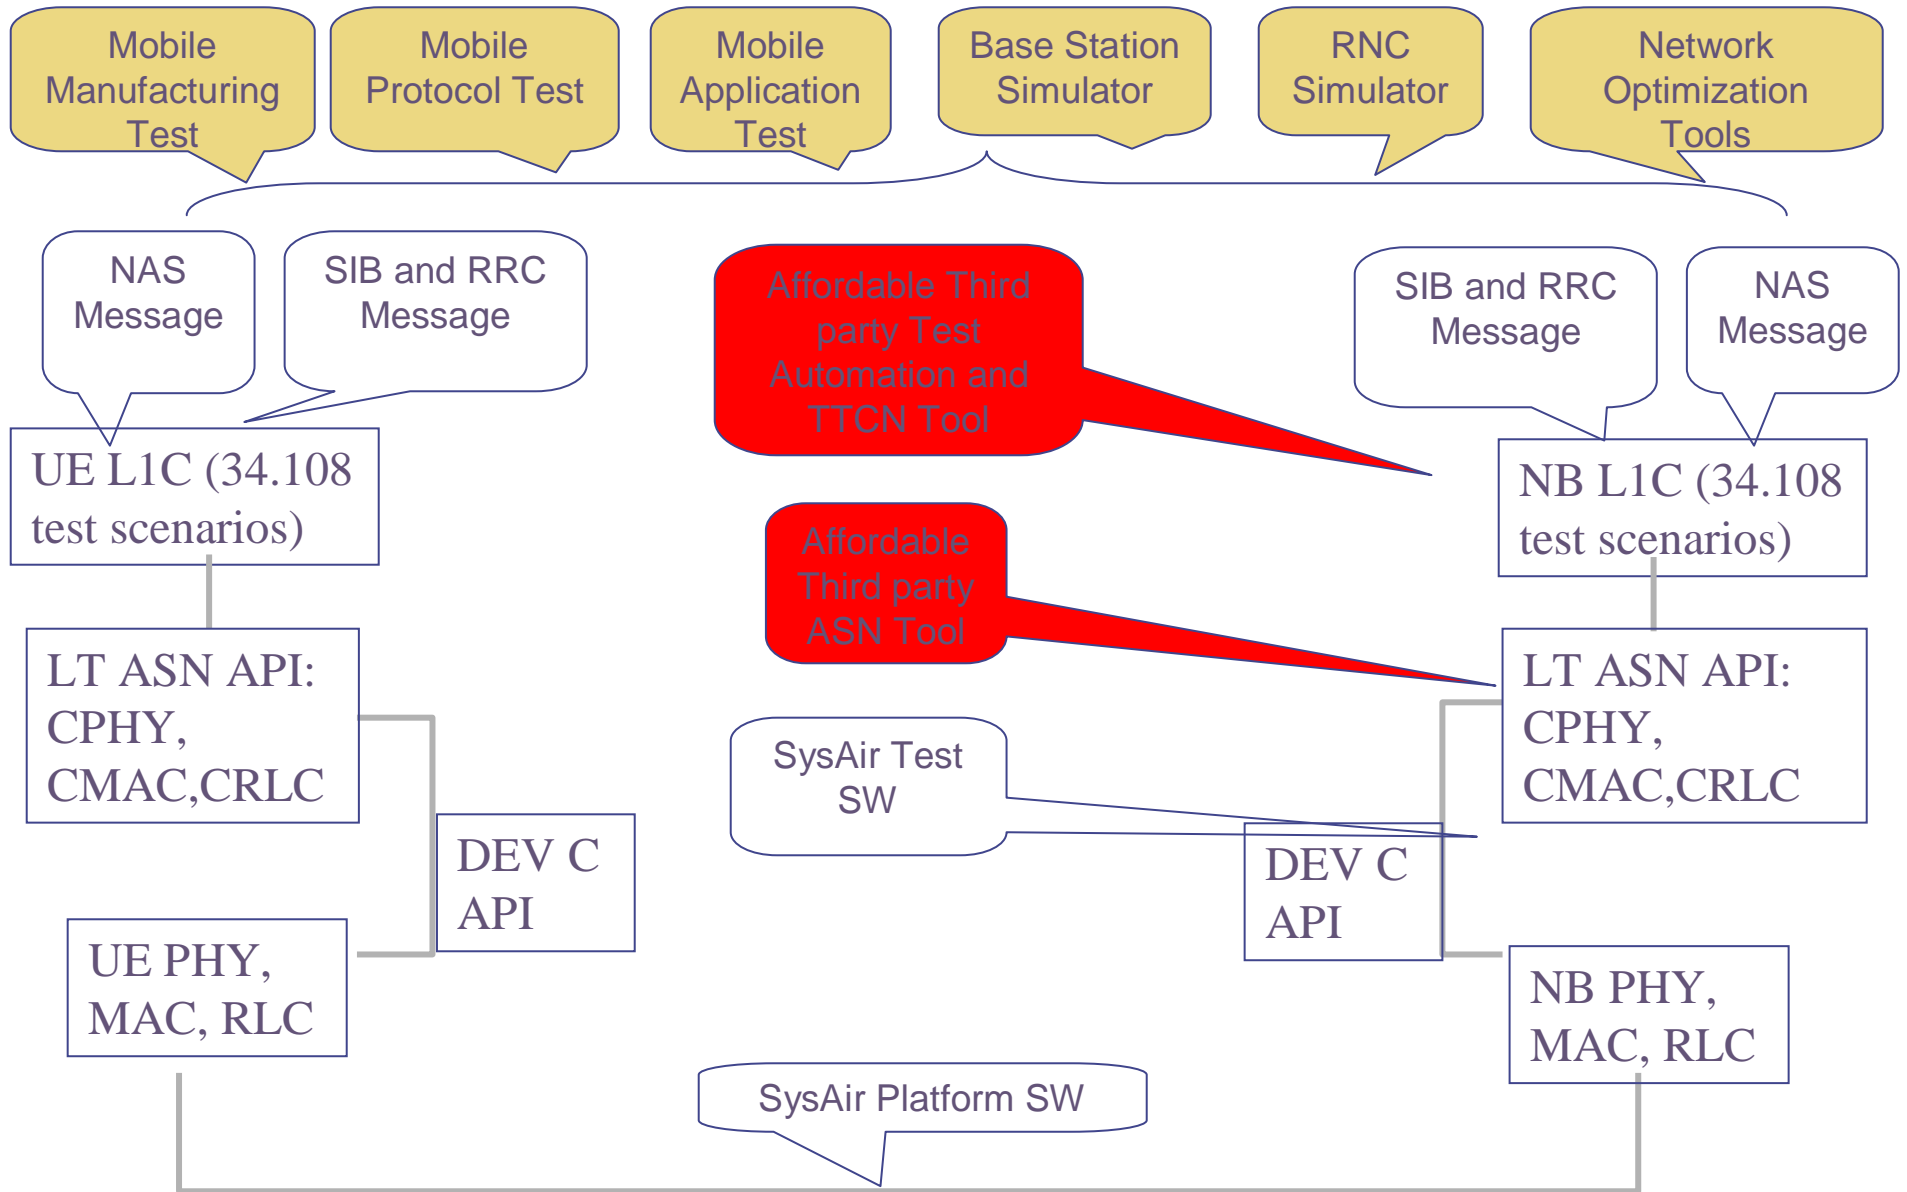 Mobile
Manufacturing
Test
Mobile
Protocol Test
Mobile
Application
Test
Base Station
Simulator
RNC
Simulator
Network
Optimization
Tools
NAS
Message
SIB and RRC
Message
Affordable Third
party Test
Automation and
TTCN Tool
SIB and RRC
Message
NAS
Message
UE L1C (34.108
test scenarios)
NB L1C (34.108
test scenarios)
Affordable
Third party
ASN Tool
LT ASN API:
CPHY,
CMAC,CRLC
LT ASN API:
CPHY,
CMAC,CRLC
SysAir Test
SW
DEV C
API
DEV C
API
UE PHY,
MAC, RLC
NB PHY,
MAC, RLC
SysAir Platform SW